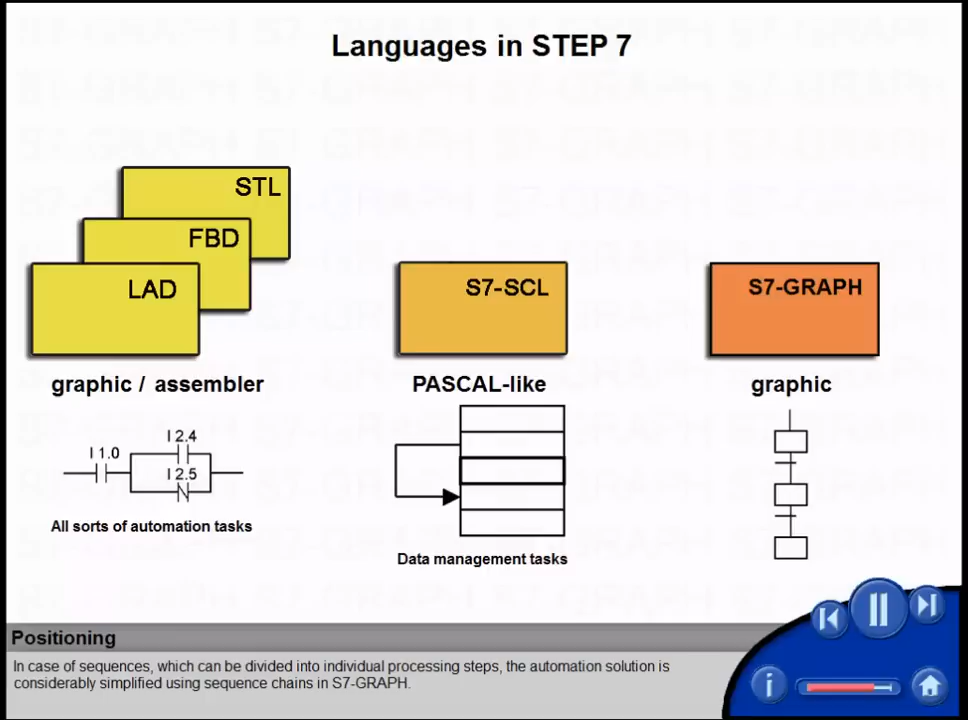 Languages in STEP 7
STL
FBD
LAD
S7-SCL
S7-GRAPH
graphic / assembler
PASCAL-like
graphic
I 2.4
I 1.0
I 2.5
All sorts of automation tasks
Data management tasks
Positioning
In case of sequences, which can be divided into individual processing steps, the automation solution is
considerably simplified using sequence chains in S7-GRAPH.
i